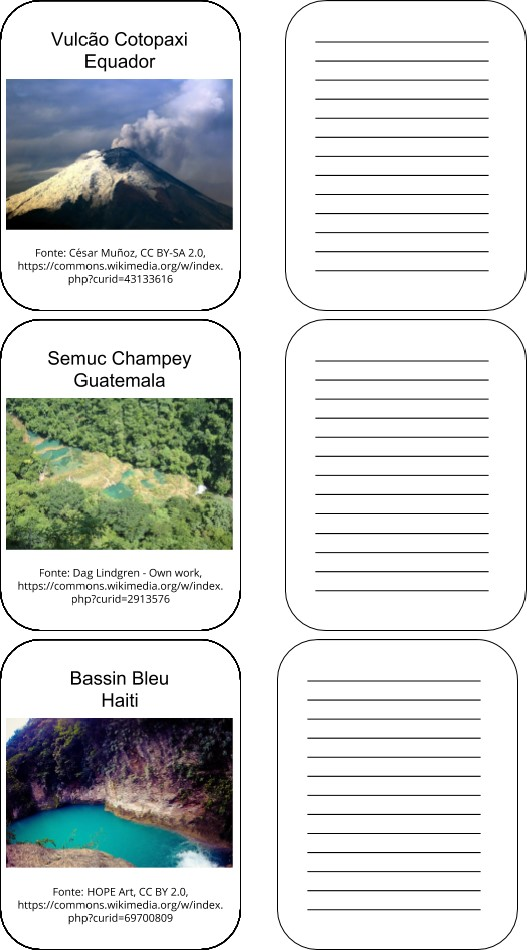 Vulcão Cotopaxi
Equador
Fonte: César Muñoz, CC BY-SA 2.0,
https://commons.wikimedia.org/w/index.
php?curid=43133616
Semuc Champey
Guatemala
Fonte: Dag Lindgren - Own work,
https://commons.wikimedia.org/w/index.
php?curid=2913576
Bassin Bleu
Haiti
Fonte: HOPE Art, CC BY 2.0,
https://commons.wikimedia.org/w/index.
php?curid=69700809